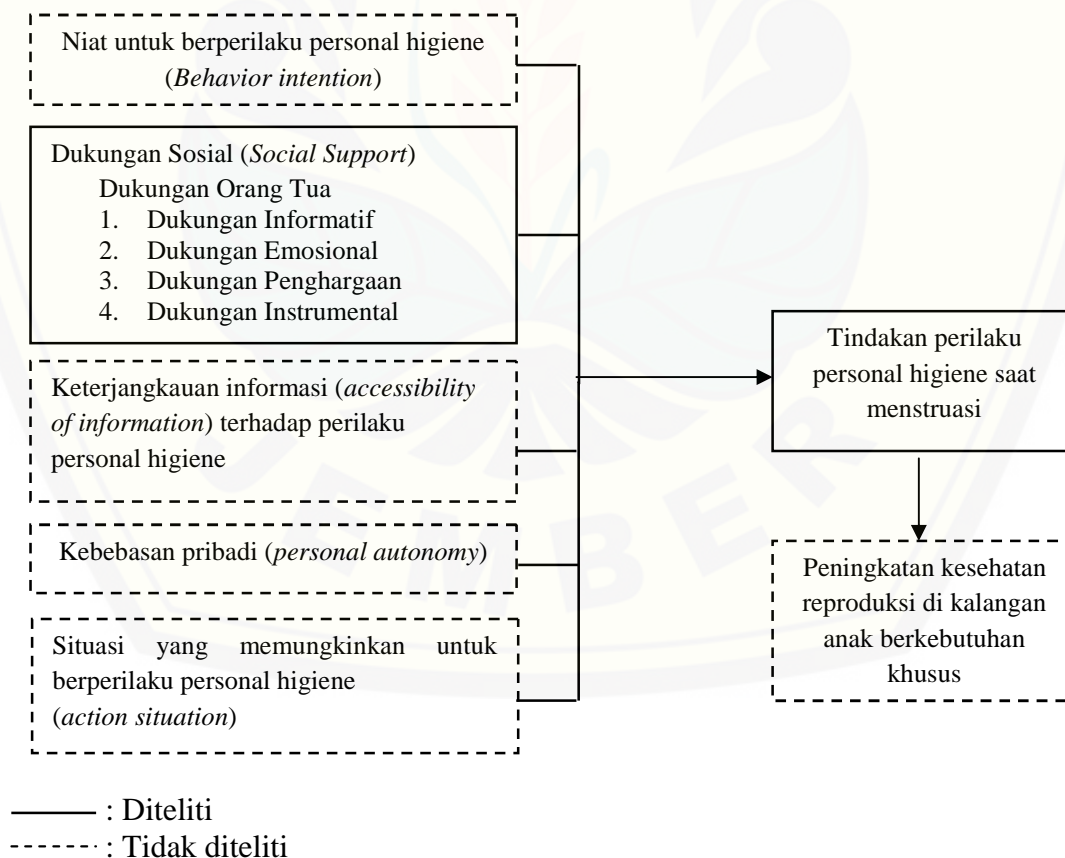 Niat untuk berperilaku personal higiene
(Behavior intention)
Dukungan Sosial (Social Support)
Dukungan Orang Tua
1. Dukungan Informatif
2. Dukungan Emosional
3. Dukungan Penghargaan
4. Dukungan Instrumental
Keterjangkauan informasi (accessibility
of information) terhadap perilaku
personal higiene
Kebebasan pribadi (personal autonomy)
Situasi yang memungkinkan untuk
berperilaku personal higiene
(action situation)
Tindakan perilaku
personal higiene saat
menstruasi
Peningkatan kesehatan
reproduksi di kalangan
anak berkebutuhan
khusus
: Diteliti
: Tidak diteliti
JEMBER